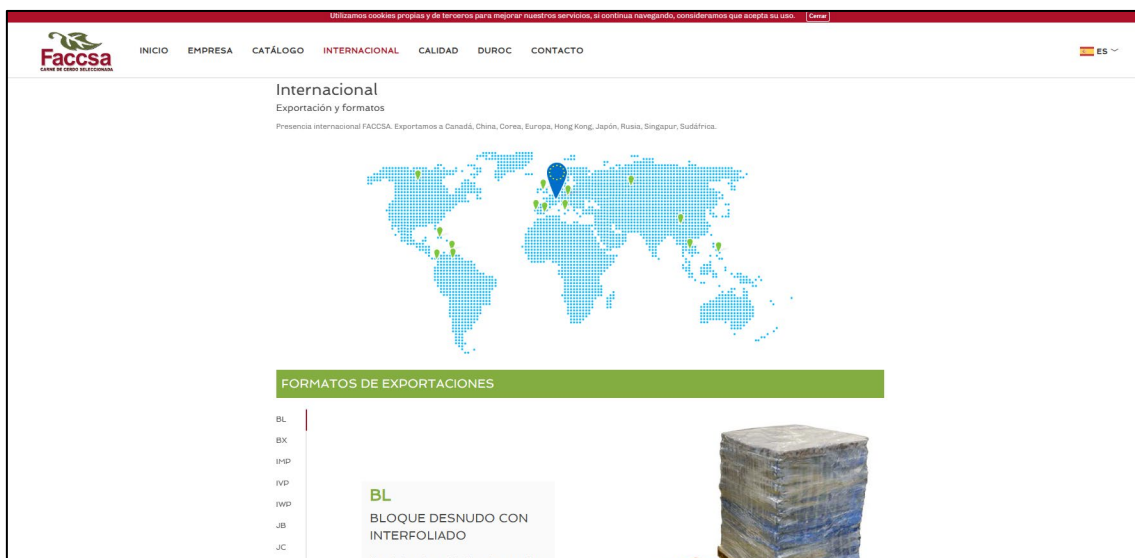 Utilizamos cookies propias y de terceros para mejorar nuestros servicios, si continua navegando, consideramos que acepta su uso. Cerrar
Faccsa
CARNE DE CERDO SELECCIONADA
INICIO EMPRESA CATÁLOGO INTERNACIONAL CALIDAD DUROC CONTACTO
ES
Internacional
Exportación y formatos
Presencia internacional FACCSA. Exportamos a Canadá, China, Corea, Europa, Hong Kong, Japón, Rusia, Singapur, Sudáfrica.
FORMATOS DE EXPORTACIONES
BL
BX
IMP
IVP
IWP
JB
JC
BL
BLOQUE DESNUDO CON
INTERFOLIADO